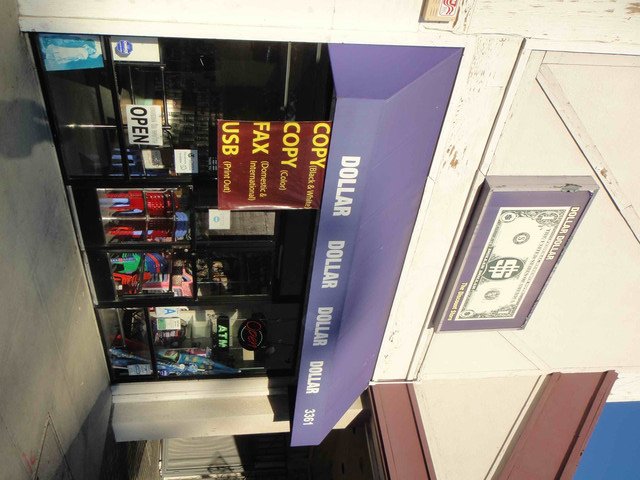 DOLLAR DOLLAR
DOLLAR DOLLAR DOLLAR DOLLAR 3361
COPY (Black & White)
COPY (Color)
FAX (Domestic &
International)
USB (Print Out)
OPEN
Open
ATM
A